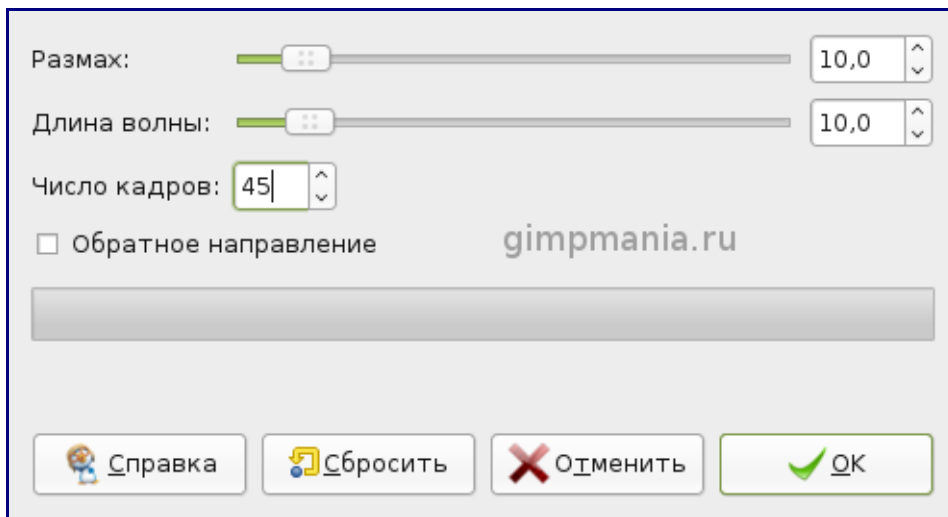 Размах: 10,0
Длина волны: 10,0
Число кадров: 45
Обратное направление
gimpmania.ru
Справка Сбросить Отменить OK